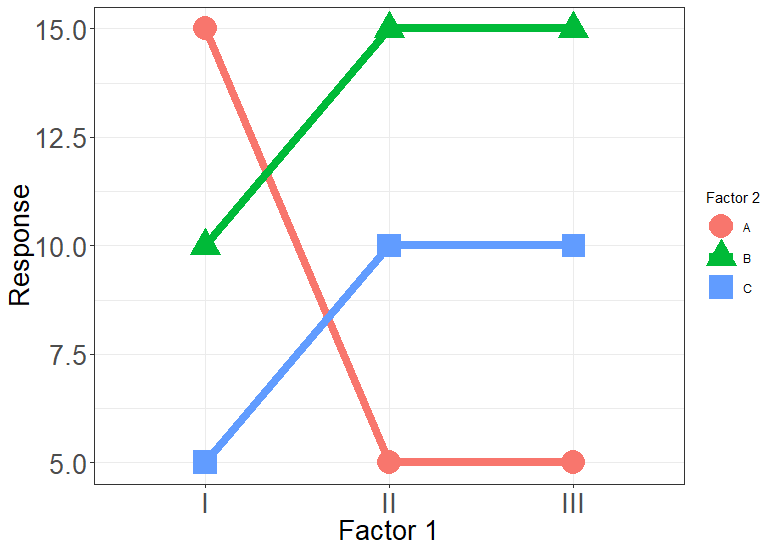 15.0
12.5
10.0
7.5
5.0
Response
I II III
Factor 1
Factor 2
A
B
C